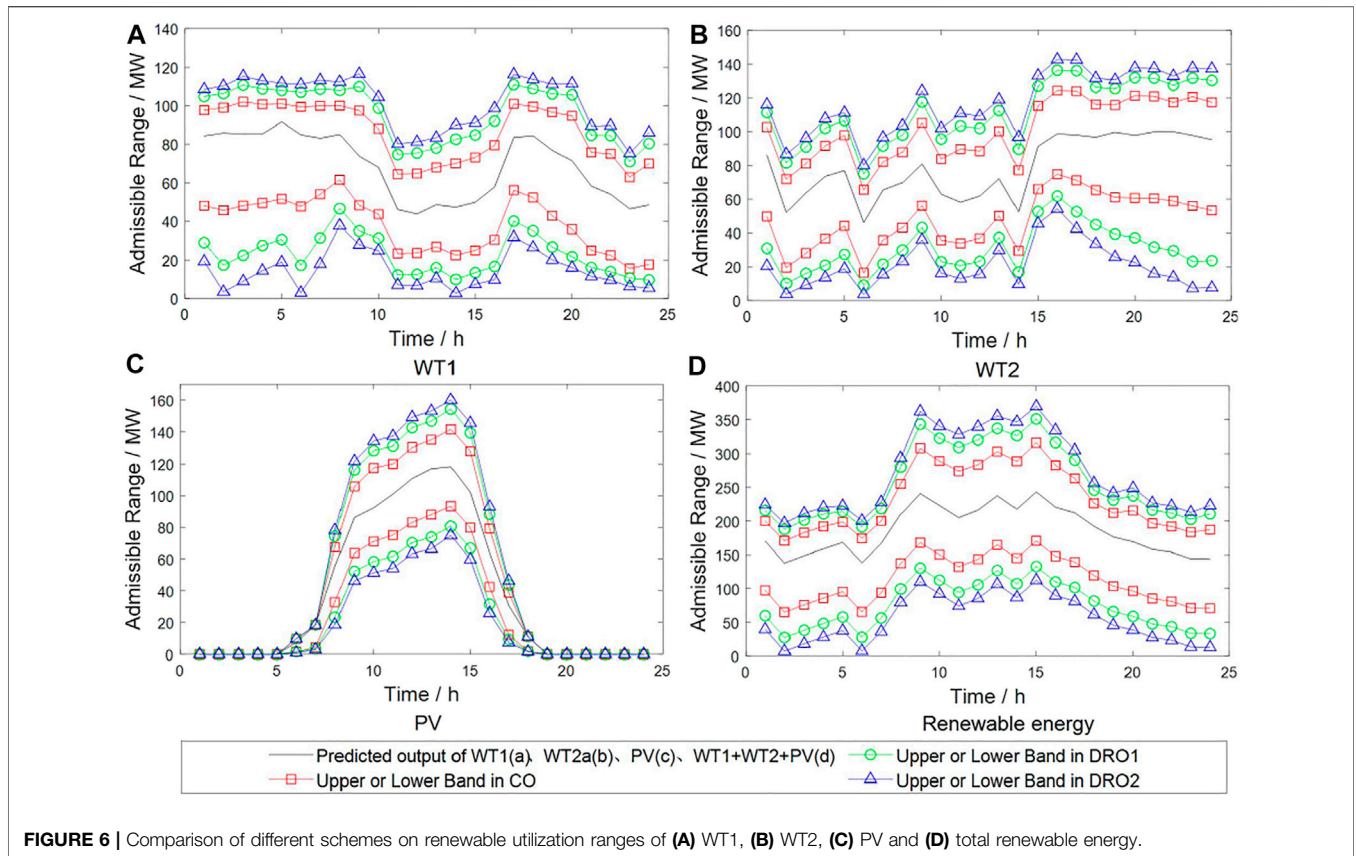 A
Admissible Range / MW
140
120
100
80
60
40
20
0
0 5 10 15 20 25
Time / h
WT1
B
Admissible Range / MW
160
140
120
100
80
60
40
20
0
0 5 10 15 20 25
Time / h
WT2
C
Admissible Range / MW
160
140
120
100
80
60
40
20
0
0 5 10 15 20 25
Time / h
PV
D
Admissible Range / MW
400
350
300
250
200
150
100
50
0
0 5 10 15 20 25
Time / h
Renewable energy
Predicted output of WT1(a)、WT2a(b)、PV(c)、WT1+WT2+PV(d)
Upper or Lower Band in DRO1
Upper or Lower Band in CO
Upper or Lower Band in DRO2
FIGURE 6 | Comparison of different schemes on renewable utilization ranges of (A) WT1, (B) WT2, (C) PV and (D) total renewable energy.